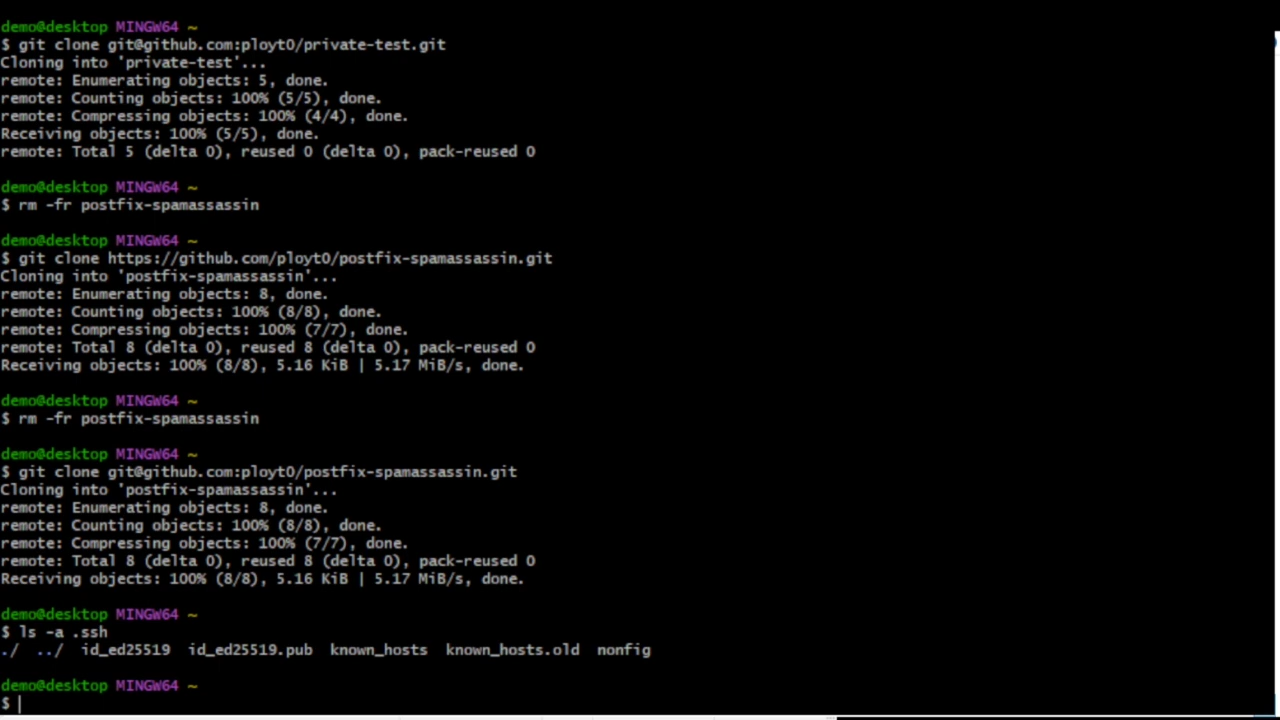 demo@desktop MINGW64 ~
$ git clone git@github.com:ployt0/private-test.git
Cloning into 'private-test'...
remote: Enumerating objects: 5, done.
remote: Counting objects: 100% (5/5), done.
remote: Compressing objects: 100% (4/4), done.
Receiving objects: 100% (5/5), done.
remote: Total 5 (delta 0), reused 0 (delta 0), pack-reused 0
demo@desktop MINGW64 ~
$ rm -fr postfix-spamassassin
demo@desktop MINGW64 ~
$ git clone https://github.com/ployt0/postfix-spamassassin.git
Cloning into 'postfix-spamassassin'...
remote: Enumerating objects: 8, done.
remote: Counting objects: 100% (8/8), done.
remote: Compressing objects: 100% (7/7), done.
remote: Total 8 (delta 0), reused 8 (delta 0), pack-reused 0
Receiving objects: 100% (8/8), 5.16 KiB | 5.17 MiB/s, done.
demo@desktop MINGW64 ~
$ rm -fr postfix-spamassassin
demo@desktop MINGW64 ~
$ git clone git@github.com:ployt0/postfix-spamassassin.git
Cloning into 'postfix-spamassassin'...
remote: Enumerating objects: 8, done.
remote: Counting objects: 100% (8/8), done.
remote: Compressing objects: 100% (7/7), done.
remote: Total 8 (delta 0), reused 8 (delta 0), pack-reused 0
Receiving objects: 100% (8/8), 5.16 KiB | 5.17 MiB/s, done.
demo@desktop MINGW64 ~
$ ls -a .ssh
./ ../ id_ed25519 id_ed25519.pub known_hosts known_hosts.old nonfig
demo@desktop MINGW64 ~
$